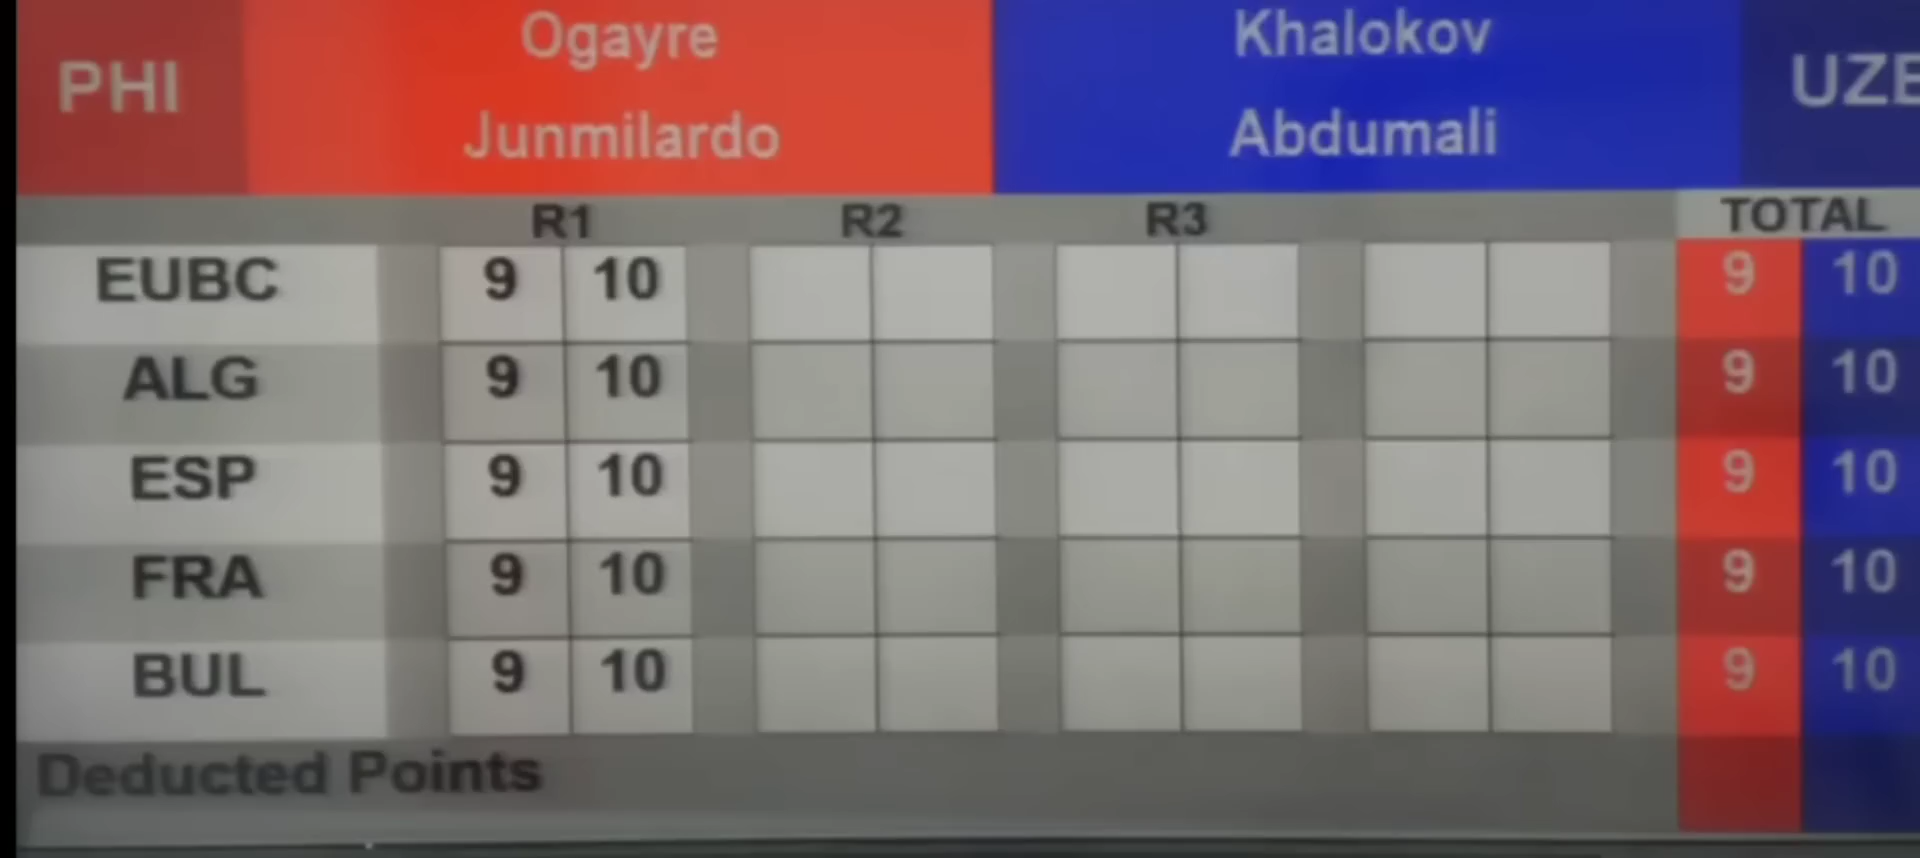 PHI Ogayre Junmilardo Khalokov Abdumali UZB
R1 R2 R3 TOTAL
EUBC 9 10 9 10
ALG 9 10 9 10
ESP 9 10 9 10
FRA 9 10 9 10
BUL 9 10 9 10
Deducted Points